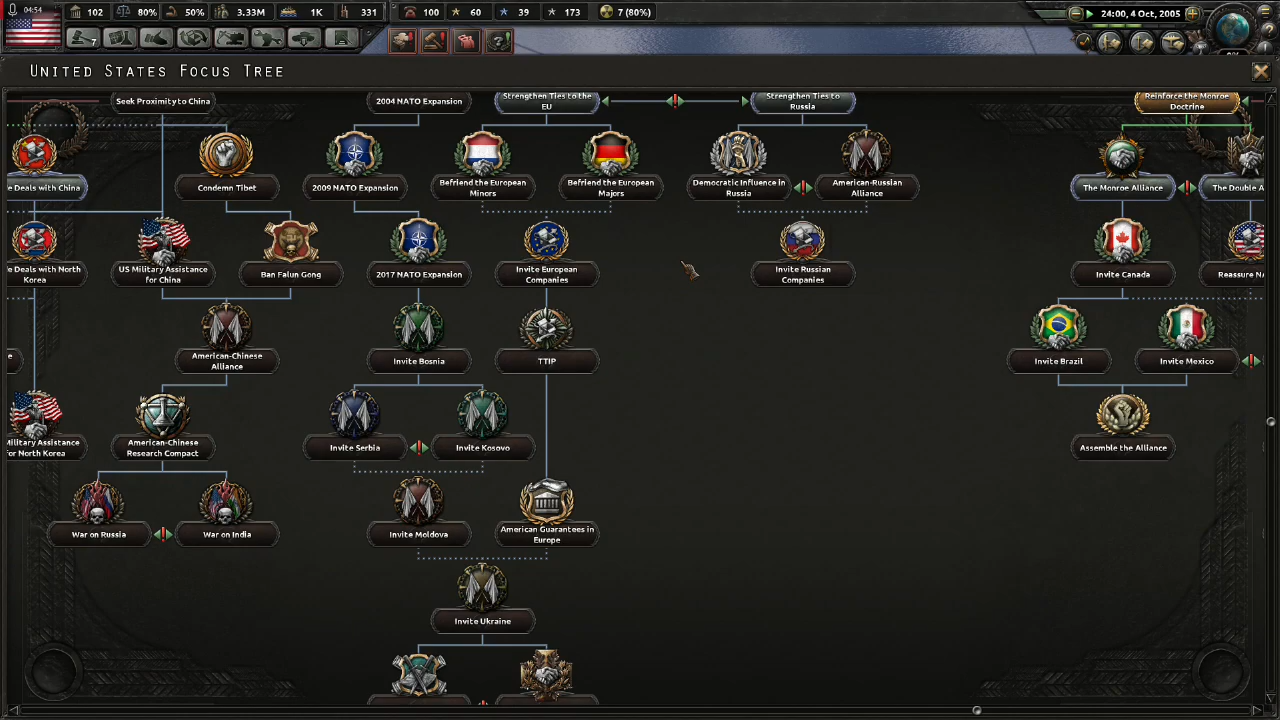 04:54
102
80%
50%
3.33M
1K
331
100
60
39
173
7 (80%)
24:00, 4 Oct, 2005
7
United States Focus Tree
Seek Proximity to China
2004 NATO Expansion
Strengthen Ties to the
EU
Strengthen Ties to
Russia
Reinforce the Monroe
Doctrine
e Deals with China
Condemn Tibet
2009 NATO Expansion
Befriend the European
Minors
Befriend the European
Majors
Democratic Influence in
Russia
American-Russian
Alliance
The Monroe Alliance
The Double A
e Deals with North
Korea
US Military Assistance
for China
Ban Falun Gong
2017 NATO Expansion
Invite European
Companies
Invite Russian
Companies
Invite Canada
Reassure NA
e
American-Chinese
Alliance
Invite Bosnia
TTIP
Invite Brazil
Invite Mexico
Military Assistance
for North Korea
American-Chinese
Research Compact
Invite Serbia
Invite Kosovo
Assemble the Alliance
War on Russia
War on India
Invite Moldova
American Guarantees in
Europe
Invite Ukraine